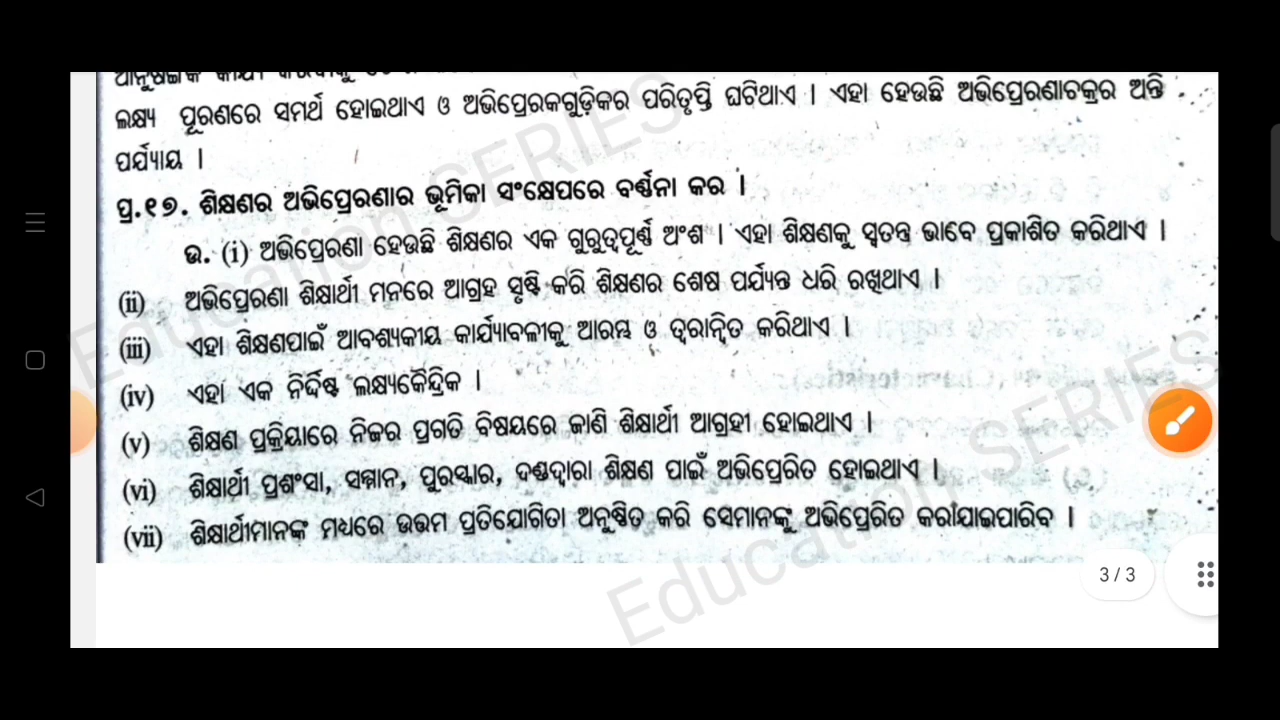 ଲକ୍ଷ୍ୟ ପୂରଣରେ ସମର୍ଥ ହୋଇଥାଏ ଓ ଅଭିପ୍ରେରକଗୁଡ଼ିକର ପରିତୃପ୍ତି ଘଟିଥାଏ । ଏହା ହେଉଛି ଅଭିପ୍ରେରଣାଚକ୍ରର ଅନ୍ତି
ପର୍ଯ୍ୟାୟ ।
ପ୍ର.୧୭. ଶିକ୍ଷଣର ଅଭିପ୍ରେରଣାର ଭୂମିକା ସଂକ୍ଷେପରେ ବର୍ଣ୍ଣନା କର ।
ଉ. (i) ଅଭିପ୍ରେରଣା ହେଉଛି ଶିକ୍ଷଣର ଏକ ଗୁରୁତ୍ୱପୂର୍ଣ୍ଣ ଅଂଶ । ଏହା ଶିକ୍ଷଣକୁ ସ୍ୱତନ୍ତ୍ର ଭାବେ ପ୍ରକାଶିତ କରିଥାଏ ।
(ii) ଅଭିପ୍ରେରଣା ଶିକ୍ଷାର୍ଥୀ ମନରେ ଆଗ୍ରହ ସୃଷ୍ଟି କରି ଶିକ୍ଷଣର ଶେଷ ପର୍ଯ୍ୟନ୍ତ ଧରି ରଖିଥାଏ ।
(iii) ଏହା ଶିକ୍ଷଣପାଇଁ ଆବଶ୍ୟକୀୟ କାର୍ଯ୍ୟାବଳୀକୁ ଆରମ୍ଭ ଓ ତ୍ୱରାନ୍ୱିତ କରିଥାଏ ।
(iv) ଏହା ଏକ ନିର୍ଦ୍ଦିଷ୍ଟ ଲକ୍ଷ୍ୟକୈନ୍ଦ୍ରିକ ।
(v) ଶିକ୍ଷଣ ପ୍ରକ୍ରିୟାରେ ନିଜର ପ୍ରଗତି ବିଷୟରେ ଜାଣି ଶିକ୍ଷାର୍ଥୀ ଆଗ୍ରହୀ ହୋଇଥାଏ ।
(vi) ଶିକ୍ଷାର୍ଥୀ ପ୍ରଶଂସା, ସମ୍ମାନ, ପୁରସ୍କାର, ଦଣ୍ଡଦ୍ୱାରା ଶିକ୍ଷଣ ପାଇଁ ଅଭିପ୍ରେରିତ ହୋଇଥାଏ ।
(vii) ଶିକ୍ଷାର୍ଥୀମାନଙ୍କ ମଧ୍ୟରେ ଉତ୍ତମ ପ୍ରତିଯୋଗିତା ଅନୁଷ୍ଠିତ କରି ସେମାନଙ୍କୁ ଅଭିପ୍ରେରିତ କରାଯାଇପାରିବ ।
Education SERIES
Education SERIES
3 / 3